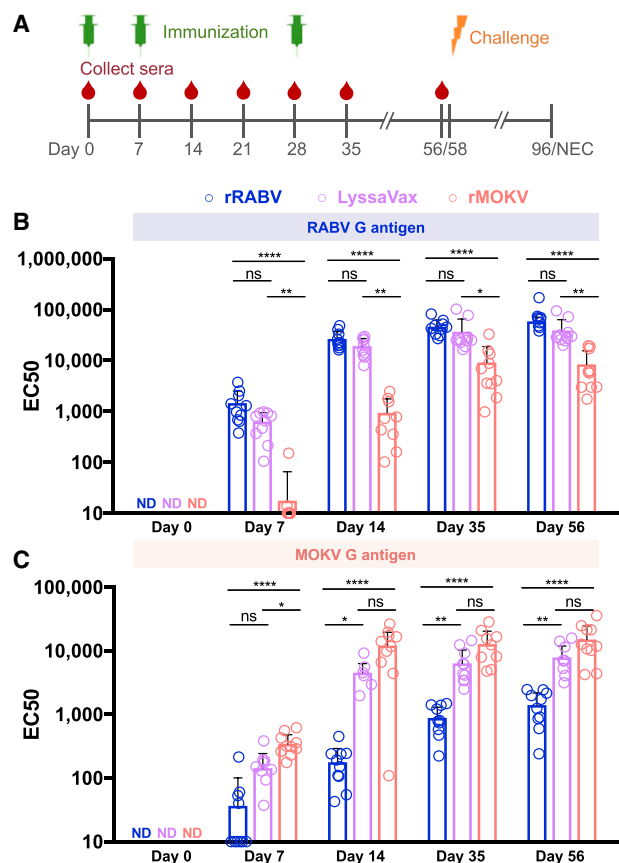 A
Immunization
Challenge
Collect sera
Day 0 7 14 21 28 35 56/58 96/NEC
rRABV LyssaVax rMOKV
B
RABV G antigen
1,000,000
100,000
10,000
1,000
100
10
EC50
**** **** **** ****
ns ns ns ns
** ** * **
ND ND ND
Day 0 Day 7 Day 14 Day 35 Day 56
C
MOKV G antigen
100,000
10,000
1,000
100
10
EC50
**** **** **** ****
* ns ns ns
ns * ** **
ND ND ND
Day 0 Day 7 Day 14 Day 35 Day 56